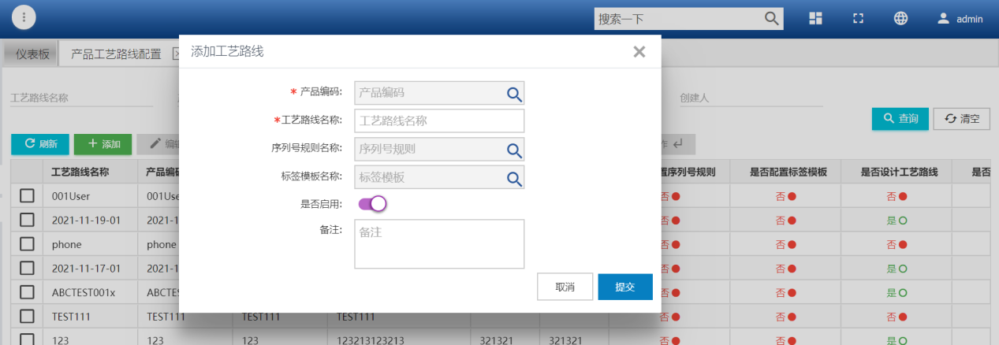 搜索一下
admin
仪表板 产品工艺路线配置
添加工艺路线
* 产品编码: 产品编码
*工艺路线名称: 工艺路线名称
序列号规则名称: 序列号规则
标签模板名称: 标签模板
是否启用:
备注: 备注
取消 提交
工艺路线名称 创建人
查询 清空
刷新 添加 编辑 作
工艺路线名称 产品编码 置序列号规则 是否配置标签模板 是否设计工艺路线 是否
001User 001Use 否 否 否
2021-11-19-01 2021-1 否 否 是
phone phone 否 否 否
2021-11-17-01 2021-1 否 否 是
ABCTEST001x ABCTES 否 否 是
TEST111 TEST111 TEST111 TEST111 否 否 否
123 123 123 123213123213 321321 321321 否 否 是